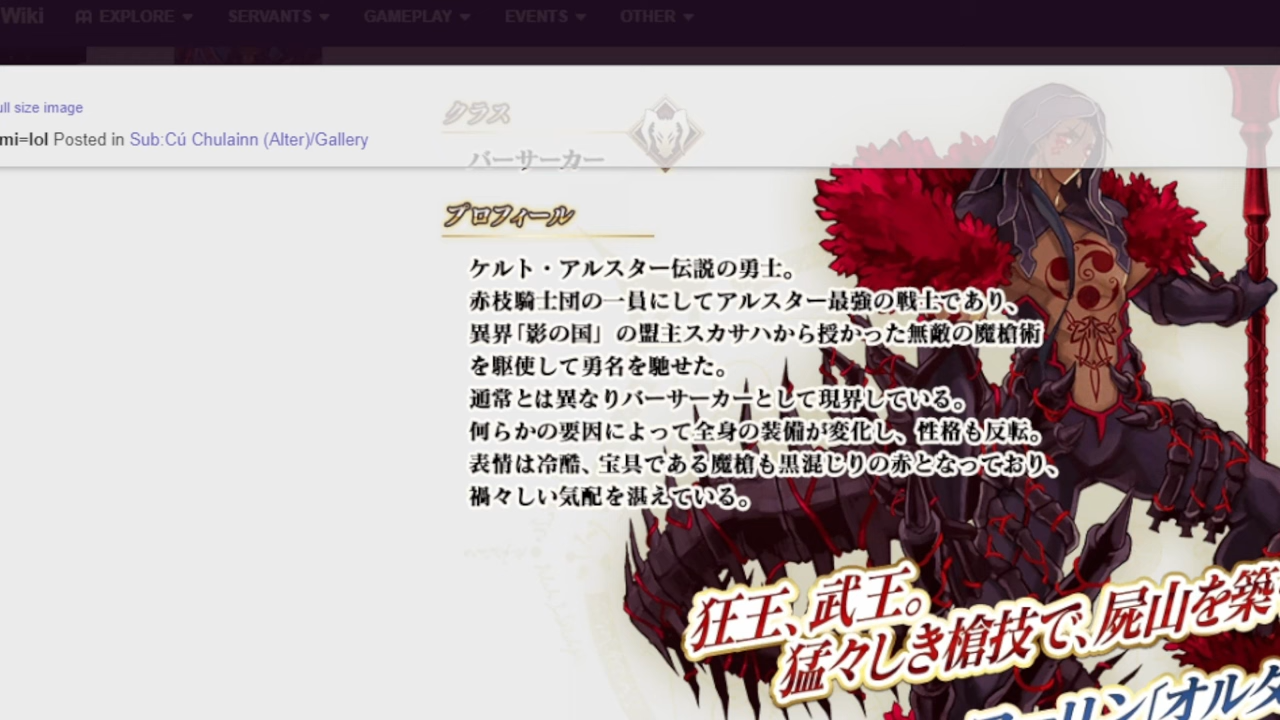 Wiki EXPLORE SERVANTS GAMEPLAY EVENTS OTHER
ull size image
mi=lol Posted in Sub:Cú Chulainn (Alter)/Gallery
クラス
バーサーカー
プロフィール
ケルト・アルスター伝説の勇士。
赤枝騎士団の一員にしてアルスター最強の戦士であり、
異界「影の国」の盟主スカサハから授かった無敵の魔槍術
を駆使して勇名を馳せた。
通常とは異なりバーサーカーとして現界している。
何らかの要因によって全身の装備が変化し、性格も反転。
表情は冷酷、宝具である魔槍も黒混じりの赤となっており、
禍々しい気配を湛えている。
狂王、武王。
猛々しき槍技で、屍山を築
ーリン「オルタ